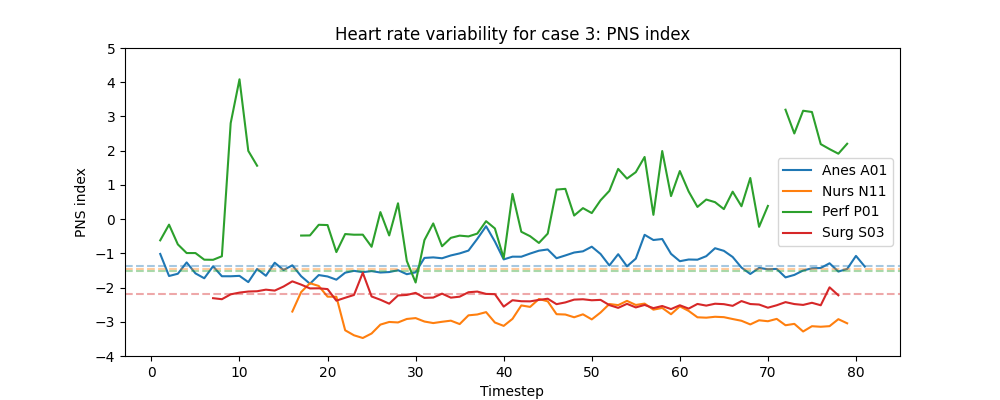 Heart rate variability for case 3: PNS index
PNS index
5
4
3
2
1
0
−1
−2
−3
−4
Anes A01
Nurs N11
Perf P01
Surg S03
0 10 20 30 40 50 60 70 80
Timestep